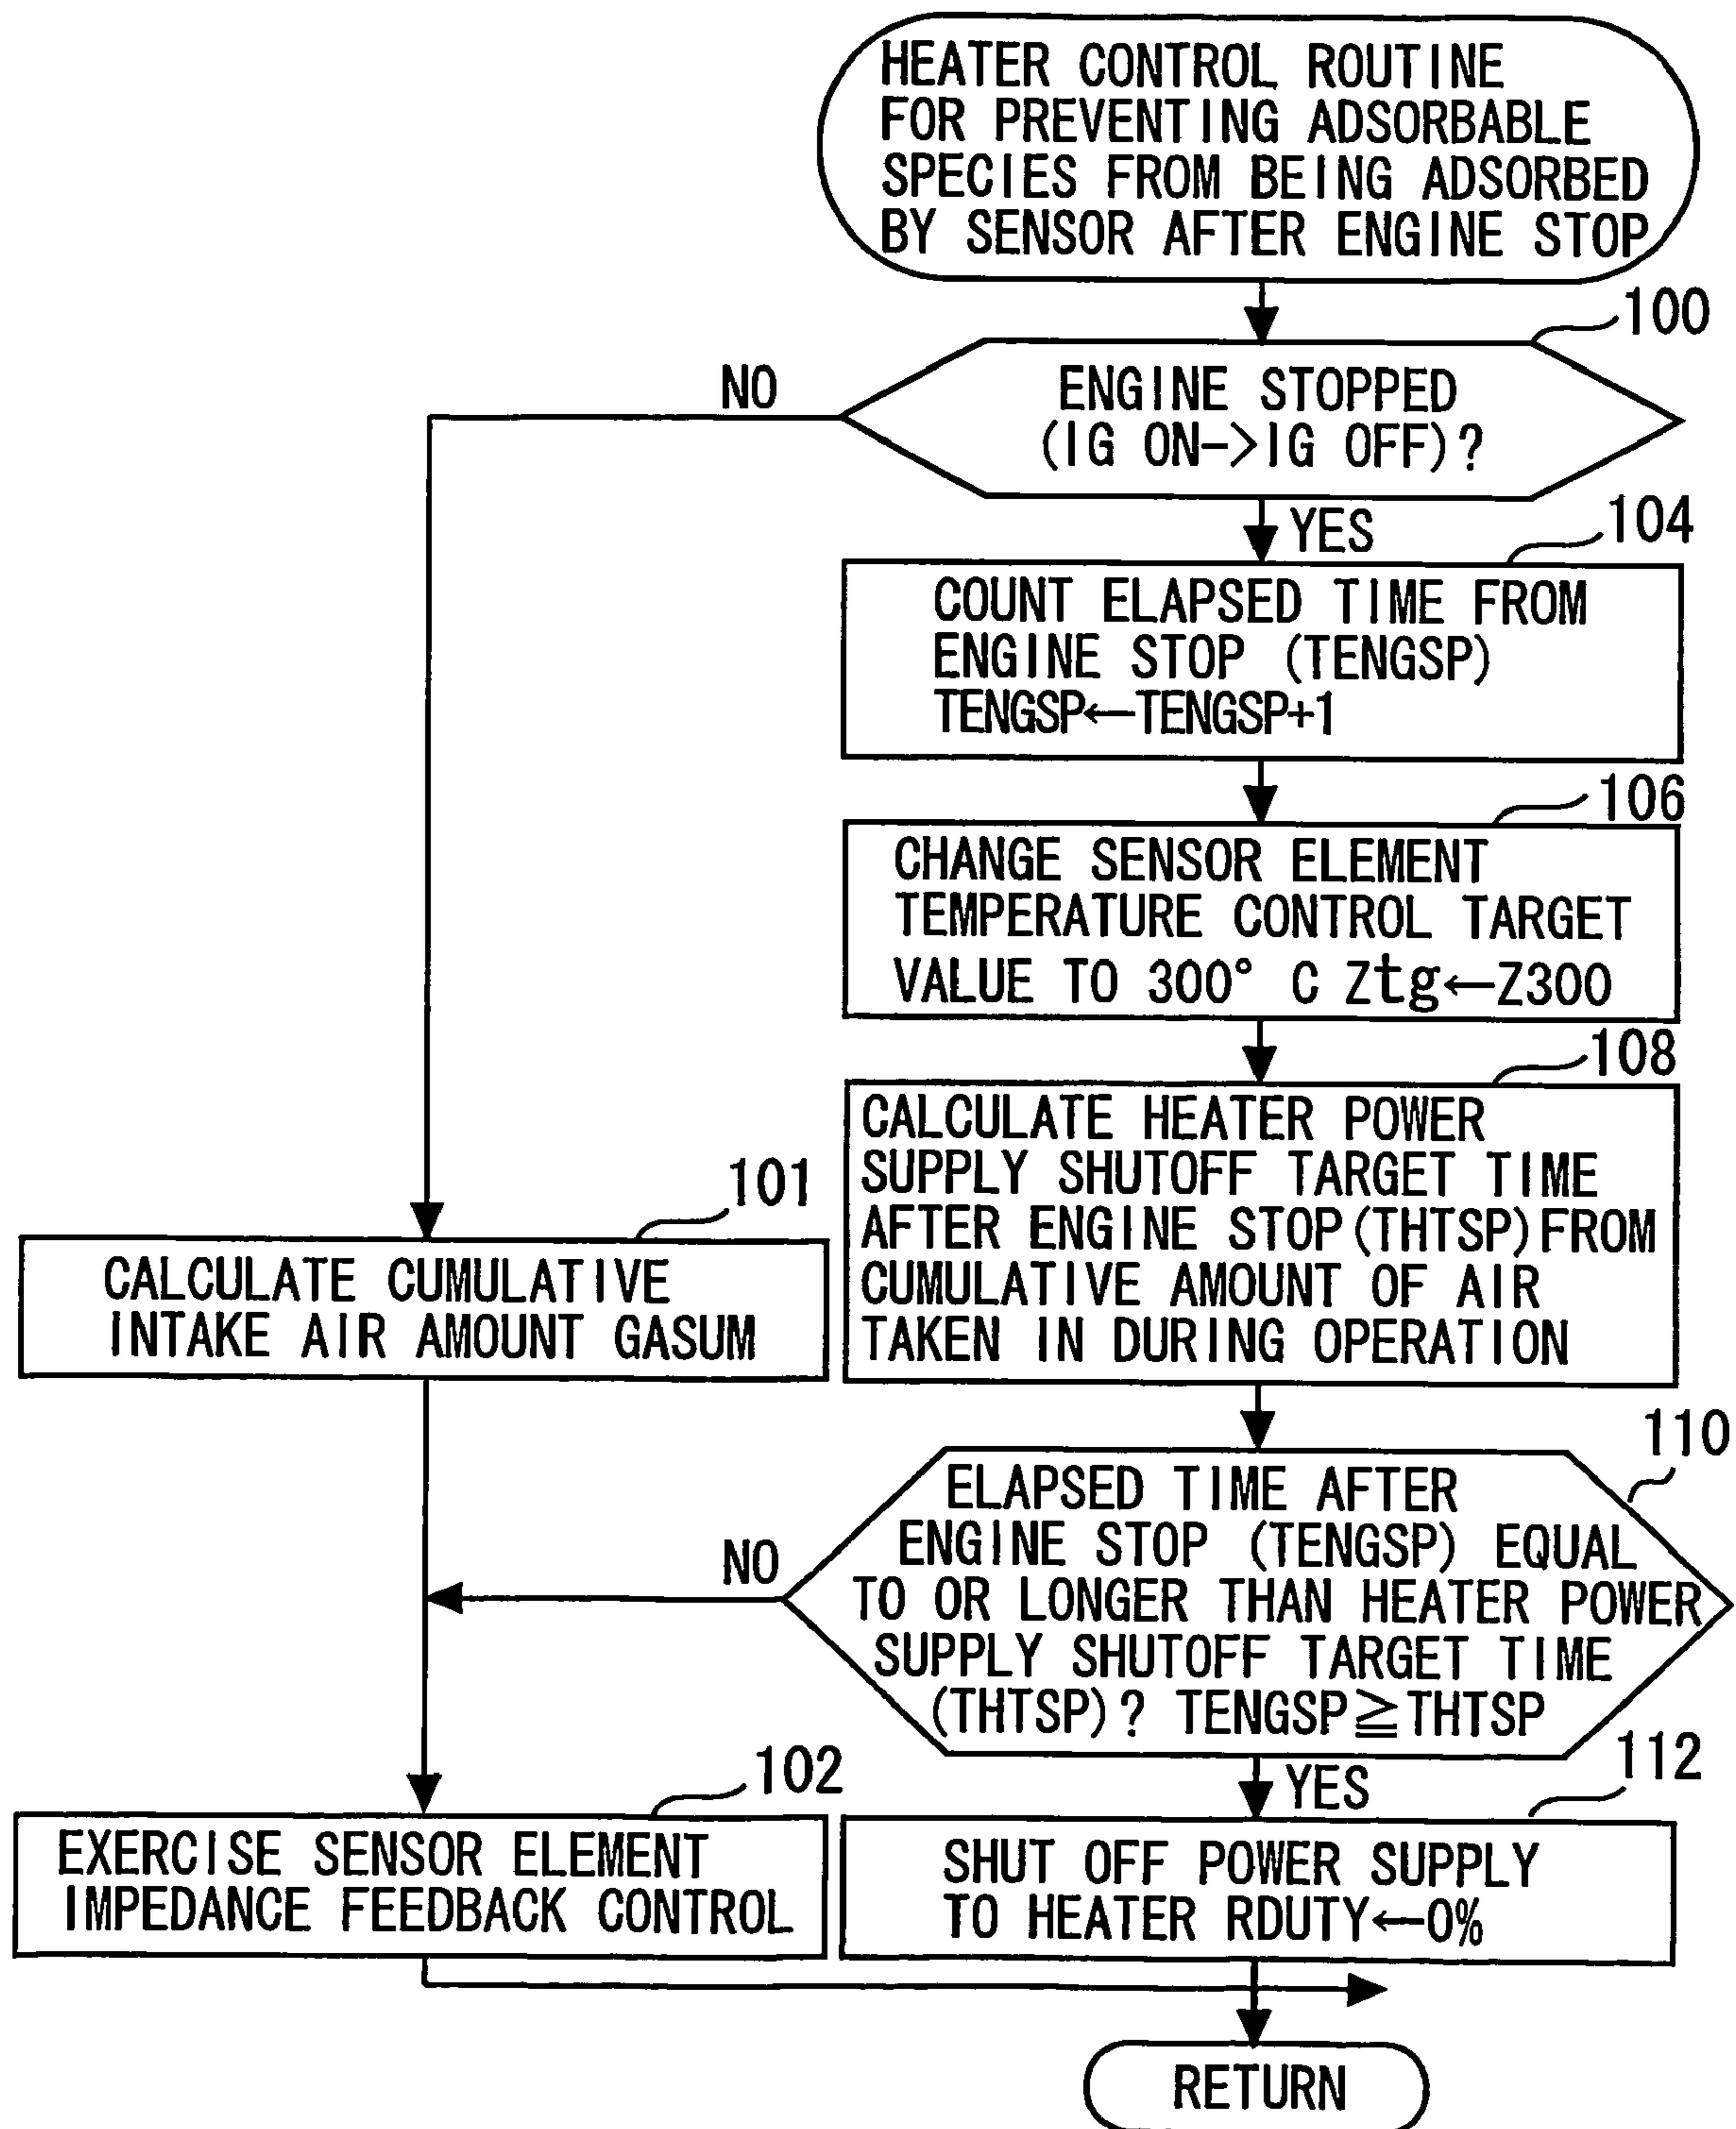 HEATER CONTROL ROUTINE
FOR PREVENTING ADSORBABLE
SPECIES FROM BEING ADSORBED
BY SENSOR AFTER ENGINE STOP
100
ENGINE STOPPED
(IG ON->IG OFF)?
NO
YES
104
COUNT ELAPSED TIME FROM
ENGINE STOP (TENGSP)
TENGSP←TENGSP+1
106
CHANGE SENSOR ELEMENT
TEMPERATURE CONTROL TARGET
VALUE TO 300° C Ztg←Z300
108
CALCULATE HEATER POWER
SUPPLY SHUTOFF TARGET TIME
AFTER ENGINE STOP(THTSP)FROM
CUMULATIVE AMOUNT OF AIR
TAKEN IN DURING OPERATION
101
CALCULATE CUMULATIVE
INTAKE AIR AMOUNT GASUM
110
ELAPSED TIME AFTER
ENGINE STOP (TENGSP) EQUAL
TO OR LONGER THAN HEATER POWER
SUPPLY SHUTOFF TARGET TIME
(THTSP)? TENGSP≧THTSP
NO
YES
102
EXERCISE SENSOR ELEMENT
IMPEDANCE FEEDBACK CONTROL
112
SHUT OFF POWER SUPPLY
TO HEATER RDUTY←0%
RETURN